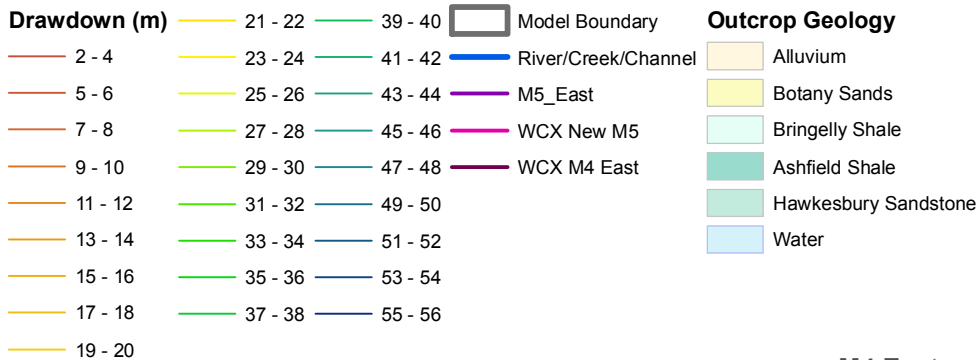 Drawdown (m)
2 - 4
5 - 6
7 - 8
9 - 10
11 - 12
13 - 14
15 - 16
17 - 18
19 - 20
21 - 22
23 - 24
25 - 26
27 - 28
29 - 30
31 - 32
33 - 34
35 - 36
37 - 38
39 - 40
41 - 42
43 - 44
45 - 46
47 - 48
49 - 50
51 - 52
53 - 54
55 - 56
Model Boundary
River/Creek/Channel
M5_East
WCX New M5
WCX M4 East
Outcrop Geology
Alluvium
Botany Sands
Bringelly Shale
Ashfield Shale
Hawkesbury Sandstone
Water